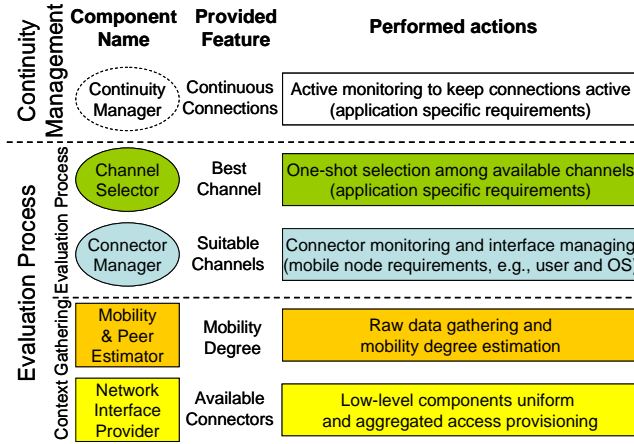 Component Name
Provided Feature
Performed actions
Continuity Management
Continuity Manager
Continuous Connections
Active monitoring to keep connections active
(application specific requirements)
Evaluation Process
Evaluation Process
Channel Selector
Best Channel
One-shot selection among available channels
(application specific requirements)
Connector Manager
Suitable Channels
Connector monitoring and interface managing
(mobile node requirements, e.g., user and OS)
Context Gathering
Mobility & Peer Estimator
Mobility Degree
Raw data gathering and
mobility degree estimation
Network Interface Provider
Available Connectors
Low-level components uniform
and aggregated access provisioning